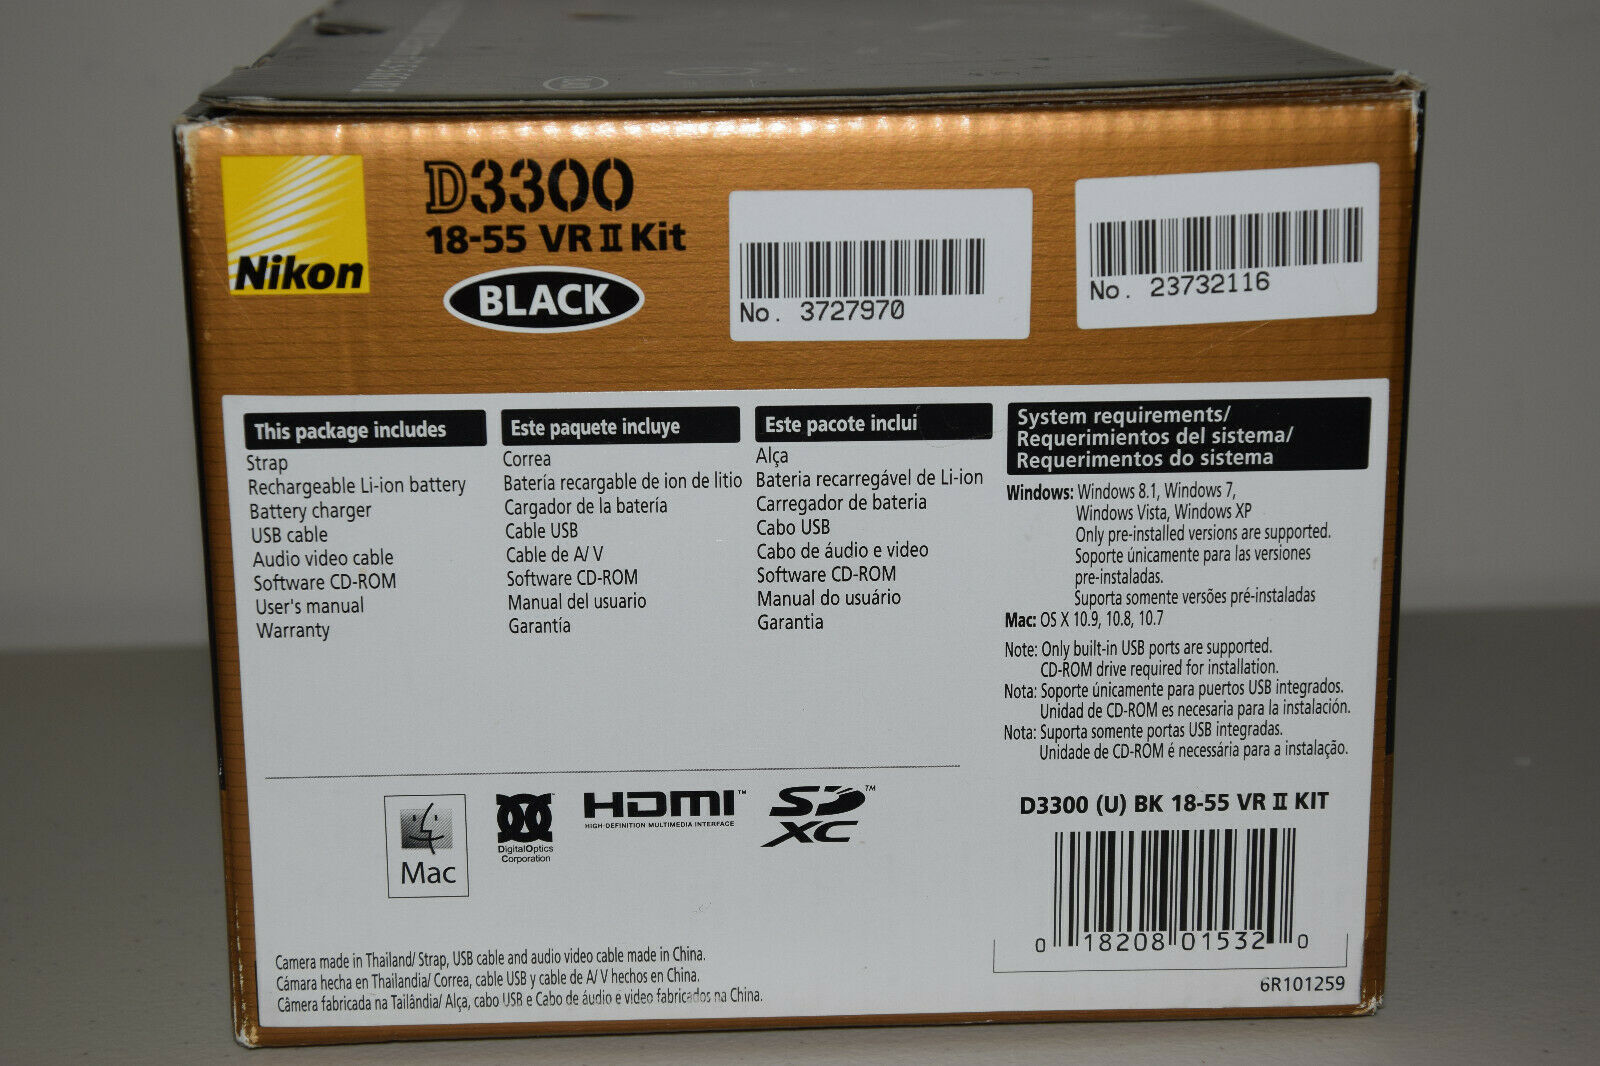 Nikon
D3300
18-55 VR II Kit
BLACK
No. 3727970
No. 23732116
This package includes
Strap
Rechargeable Li-ion battery
Battery charger
USB cable
Audio video cable
Software CD-ROM
User's manual
Warranty
Este paquete incluye
Correa
Batería recargable de ion de litio
Cargador de la batería
Cable USB
Cable de A/ V
Software CD-ROM
Manual del usuario
Garantía
Este pacote inclui
Alça
Bateria recarregável de Li-ion
Carregador de bateria
Cabo USB
Cabo de áudio e video
Software CD-ROM
Manual do usuário
Garantia
System requirements/
Requerimientos del sistema/
Requerimentos do sistema
Windows: Windows 8.1, Windows 7,
Windows Vista, Windows XP
Only pre-installed versions are supported.
Soporte únicamente para las versiones
pre-instaladas.
Suporta somente versões pré-instaladas
Mac: OS X 10.9, 10.8, 10.7
Note: Only built-in USB ports are supported.
CD-ROM drive required for installation.
Nota: Soporte únicamente para puertos USB integrados.
Unidad de CD-ROM es necesaria para la instalación.
Nota: Suporta somente portas USB integradas.
Unidade de CD-ROM é necessária para a instalação.
Mac
DigitalOptics
Corporation
HDMI™
HIGH-DEFINITION MULTIMEDIA INTERFACE
SD™
XC
D3300 (U) BK 18-55 VR II KIT
0 18208 01532 0
6R101259
Camera made in Thailand/ Strap, USB cable and audio video cable made in China.
Cámara hecha en Thailandia/ Correa, cable USB y cable de A/ V hechos en China.
Câmera fabricada na Tailândia/ Alça, cabo USB e Cabo de áudio e video fabricados na China.